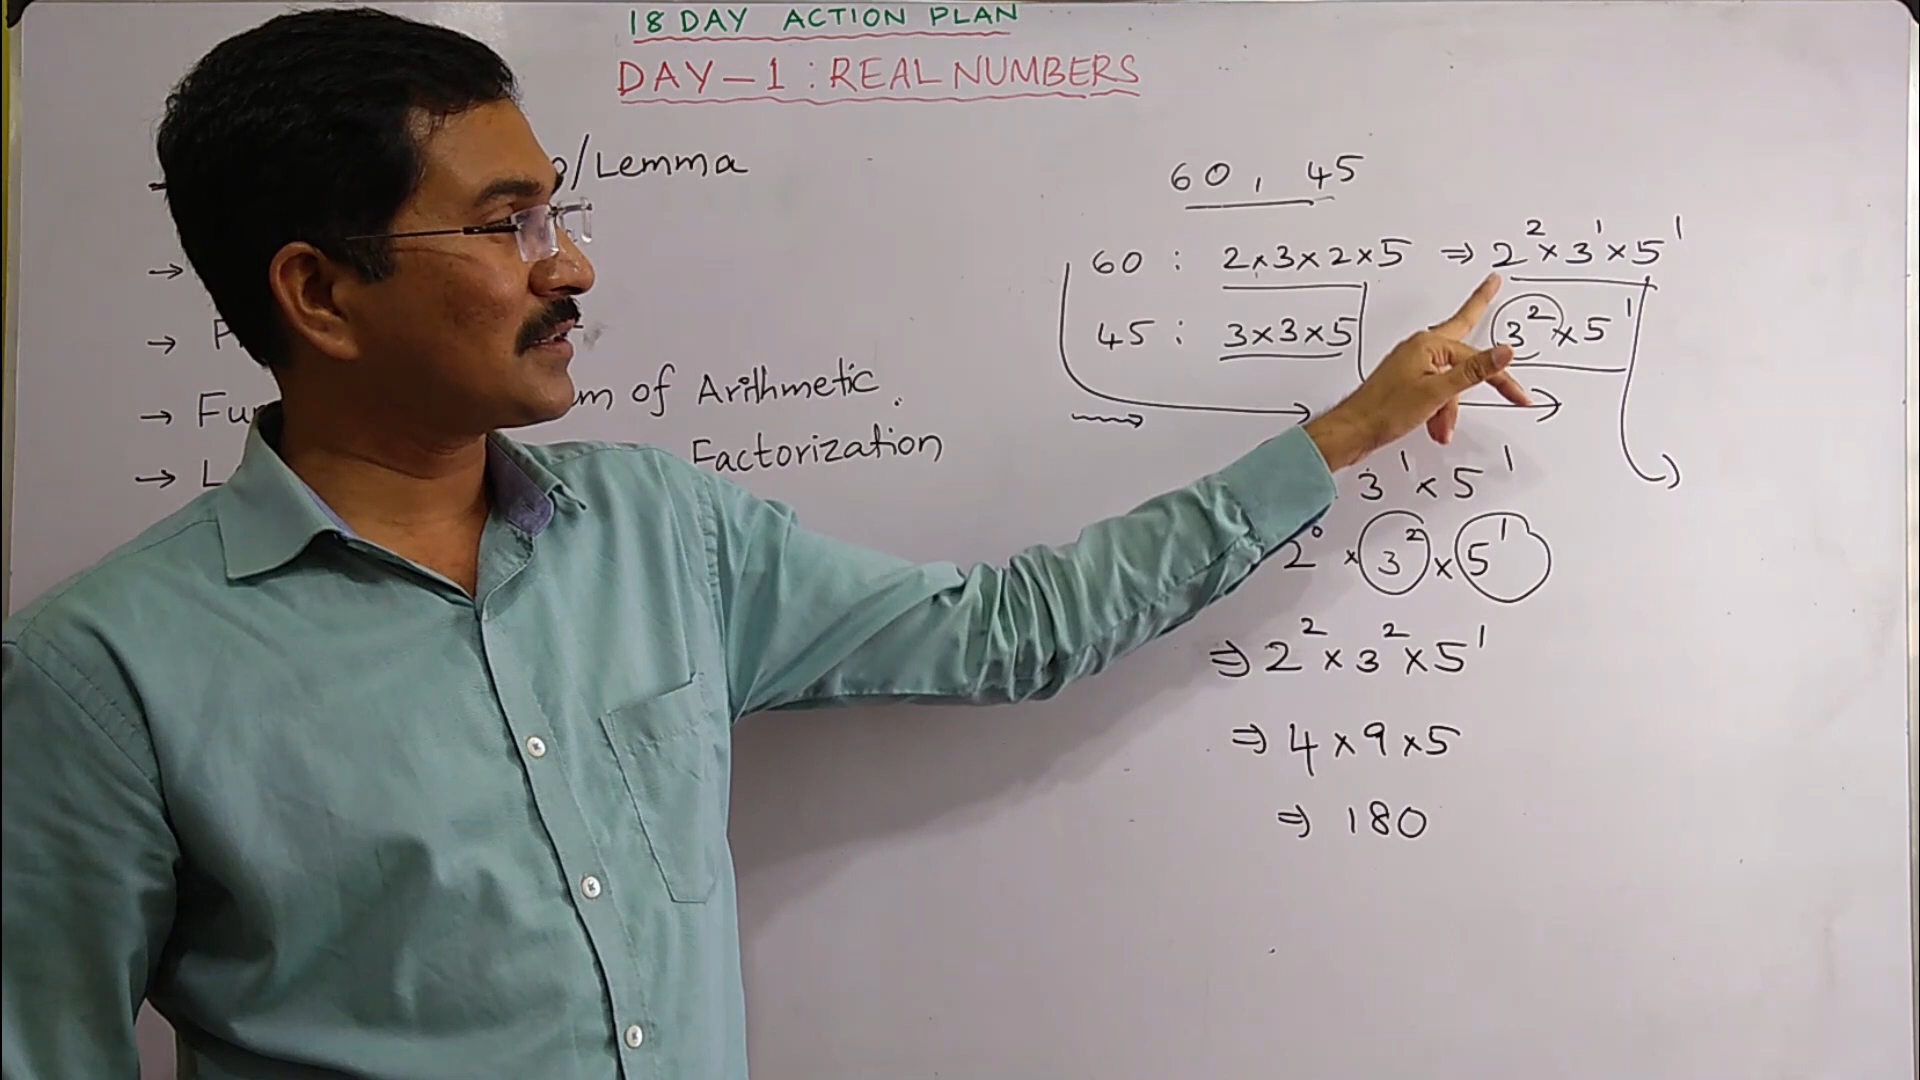 18 DAY ACTION PLAN
DAY-1 : REAL NUMBERS
/Lemma
→
→ P
→ Fu
m of Arithmetic.
→ L
Factorization
60, 45
60 : 2×3×2×5 ⇒ 2² × 3¹ × 5¹
45 : 3×3×5 3² × 5¹
3¹ × 5¹
2⁰ × 3² × 5¹
⇒ 2² × 3² × 5¹
⇒ 4 × 9 × 5
⇒ 180